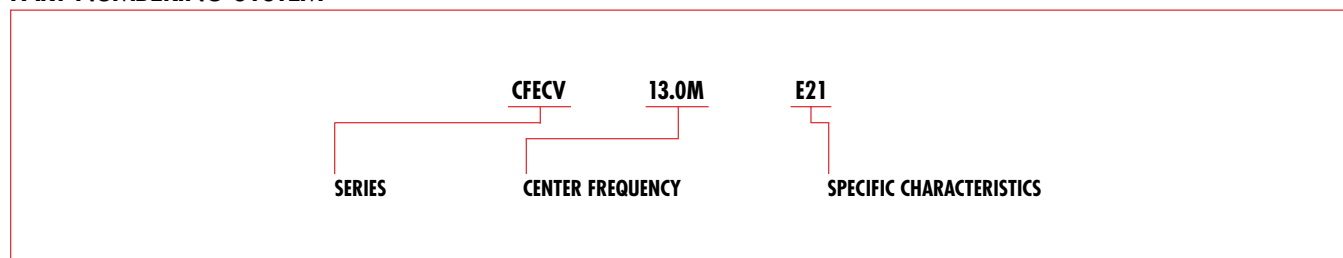 CFECV 13.0M E21
SERIES CENTER FREQUENCY SPECIFIC CHARACTERISTICS